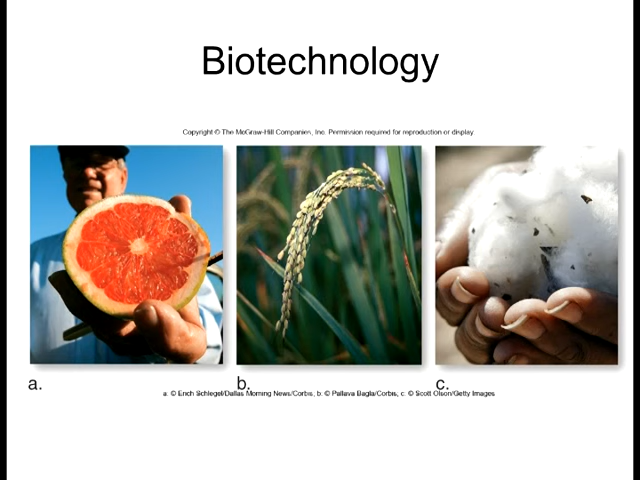 Biotechnology
Copyright © The McGraw-Hill Companies, Inc. Permission required for reproduction or display.
a. b. c.
a: © Erich Schlegel/Dallas Morning News/Corbis, b: © Pallava Bagla/Corbis, c: © Scott Olson/Getty Images